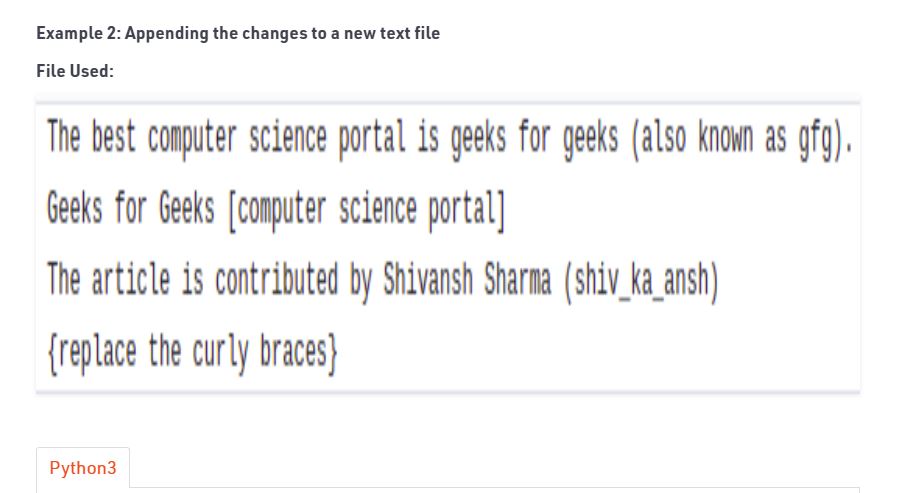 Example 2: Appending the changes to a new text file
File Used:
The best computer science portal is geeks for geeks (also known as gfg).
Geeks for Geeks [computer science portal]
The article is contributed by Shivansh Sharma (shiv_ka_ansh)
{replace the curly braces}
Python3